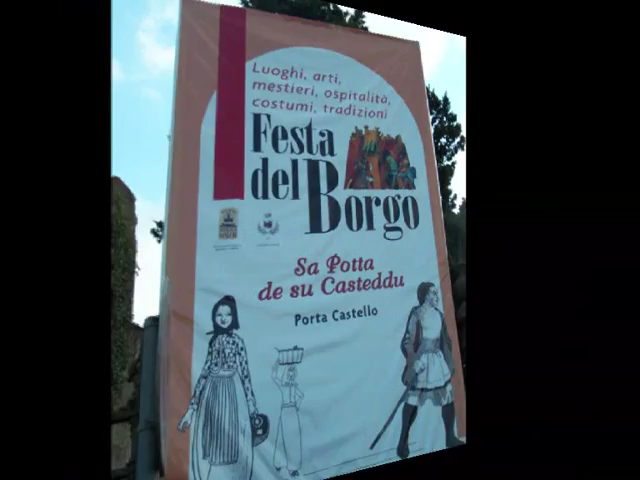 Luoghi, arti,
mestieri, ospitalità,
costumi, tradizioni
Festa
del Borgo
Sa Potta
de su Casteddu
Porta Castello